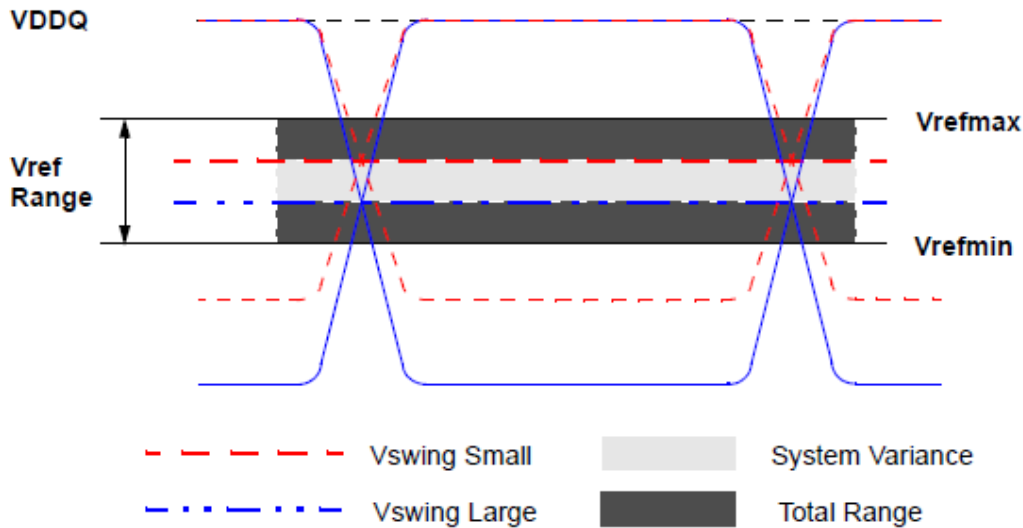 VDDQ
Vrefmax
Vref
Range
Vrefmin
Vswing Small
System Variance
Vswing Large
Total Range